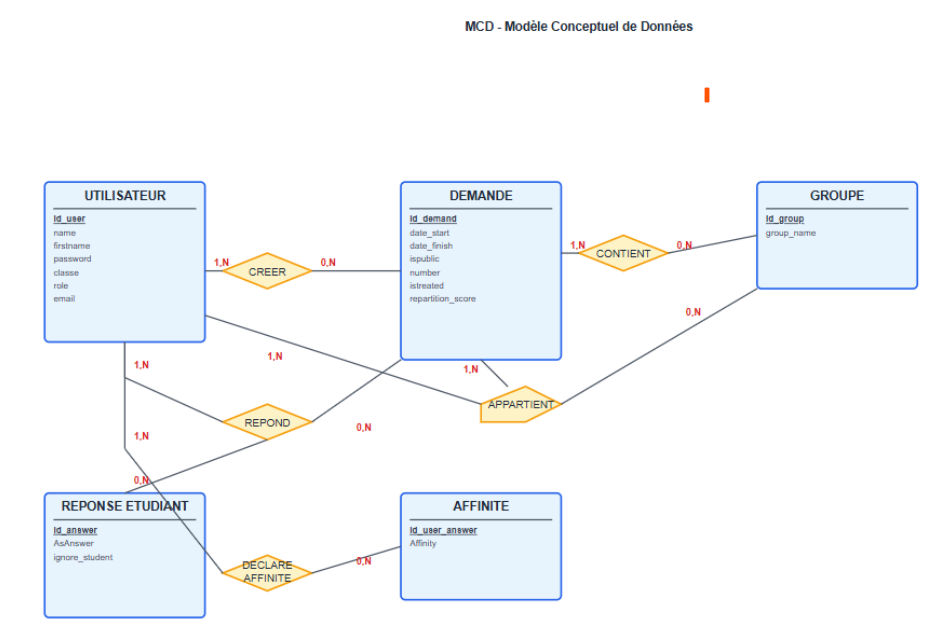 MCD - Modèle Conceptuel de Données
UTILISATEUR
id_user
name
firstname
password
classe
role
email
1,N
CREER
0,N
DEMANDE
id_demand
date_start
date_finish
ispublic
number
istreated
repartition_score
1,N
CONTIENT
0,N
GROUPE
id_group
group_name
0,N
1,N
1,N
1,N
APPARTIENT
REPOND
0,N
1,N
0,N
REPONSE ETUDIANT
id_answer
AsAnswer
ignore_student
DECLARE
AFFINITE
0,N
AFFINITE
id_user_answer
Affinity